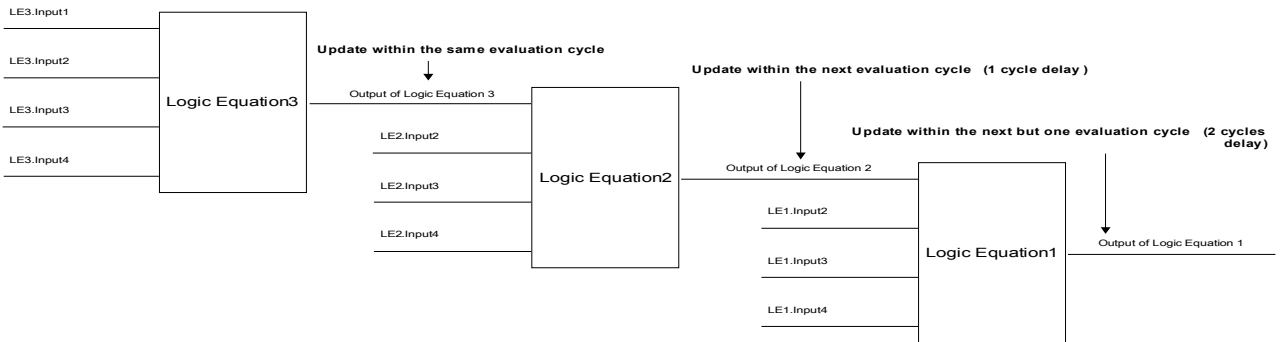 LE3.Input1
LE3.Input2
LE3.Input3
LE3.Input4
Logic Equation3
Update within the same evaluation cycle
Output of Logic Equation 3
LE2.Input2
LE2.Input3
LE2.Input4
Logic Equation2
Update within the next evaluation cycle (1 cycle delay )
Output of Logic Equation 2
LE1.Input2
LE1.Input3
LE1.Input4
Logic Equation1
Update within the next but one evaluation cycle (2 cycles
delay)
Output of Logic Equation 1